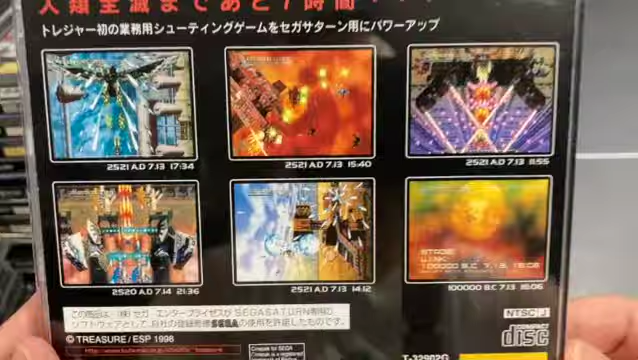 人類全滅まであと7時間・・・
トレジャー初の業務用シューティングゲームをセガサターン用にパワーアップ
2521 A.D 7.13 17:34
2521 A.D 7.13 15:40
2521 A.D 7.13 11:55
STAGE
100000 B.C 7.13. 16:06
2520 A.D 7.14 21:36
2521 A.D 7.13 14:12
100000 B.C 7.13 16:06
この商品は、(株)セガ エンタープライゼスが SEGASATURN専用の
ソフトウェアとして、自社の登録商標SEGAの使用を許諾したものです。
© TREASURE/ESP 1998
NTSC J
COMPACT
disc
T-32902G